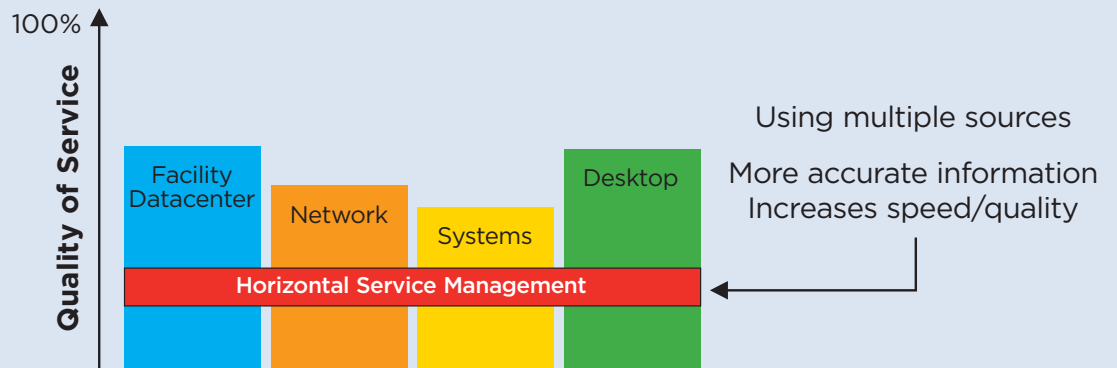 100%
Quality of Service
Facility
Datacenter
Network
Systems
Desktop
Horizontal Service Management
Using multiple sources
More accurate information
Increases speed/quality